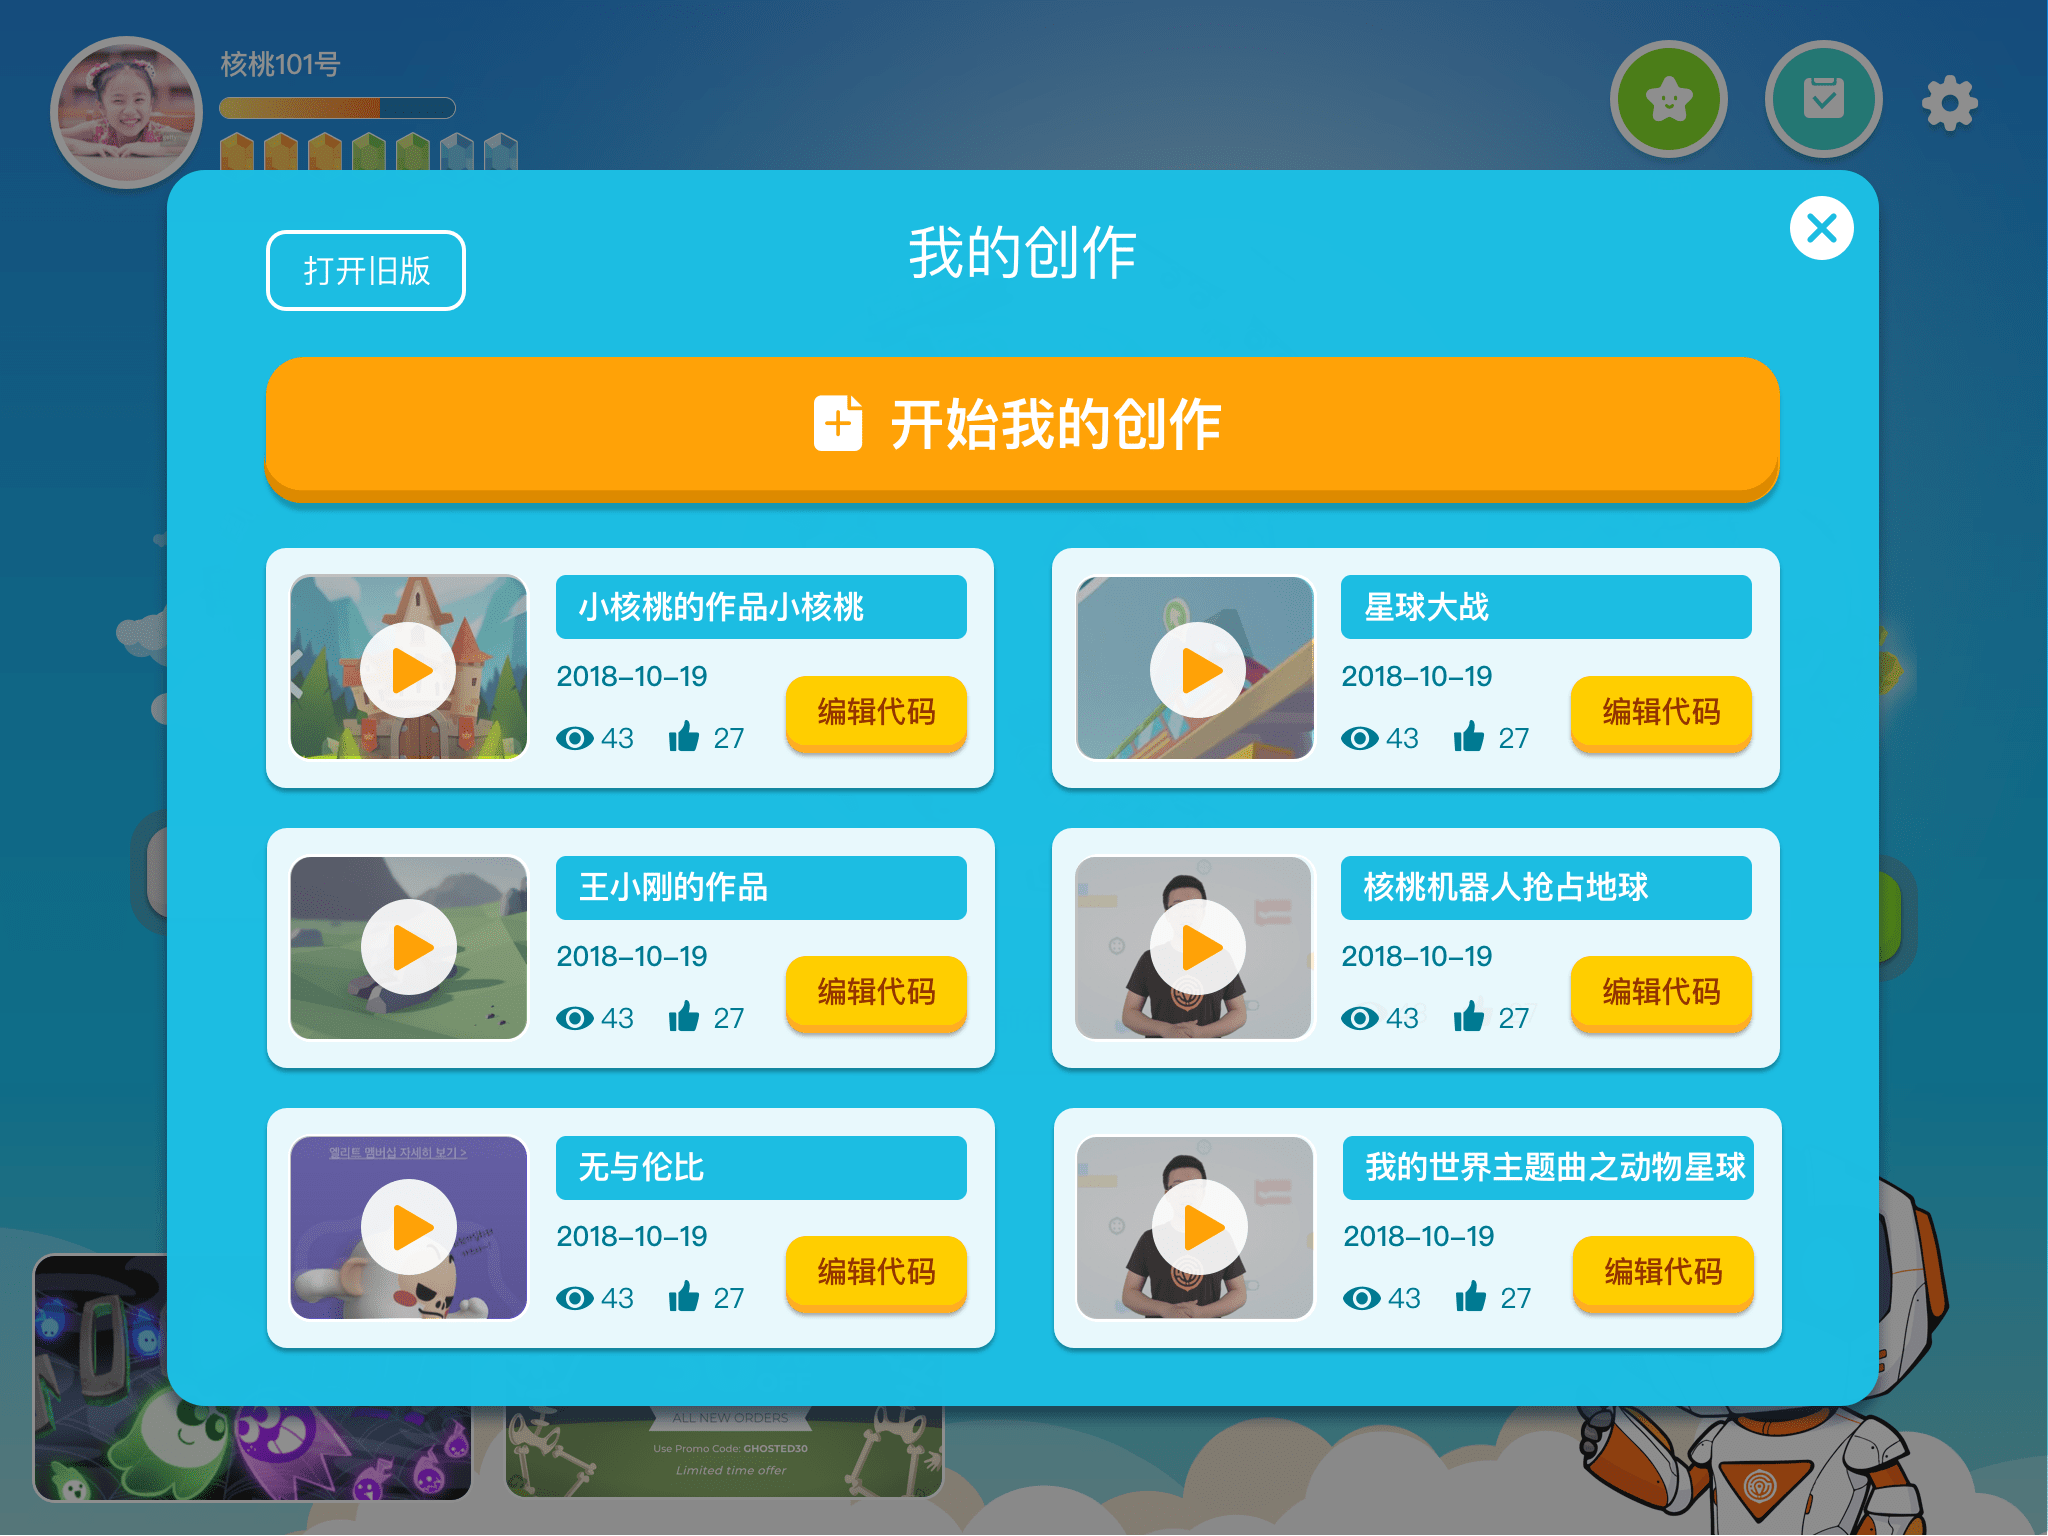 核桃101号
打开旧版
我的创作
开始我的创作
小核桃的作品小核桃
2018-10-19
43
27
编辑代码
星球大战
2018-10-19
43
27
编辑代码
王小刚的作品
2018-10-19
43
27
编辑代码
核桃机器人抢占地球
2018-10-19
43
27
编辑代码
엘리트 멤버십 자세히 보기 >
无与伦比
2018-10-19
43
27
编辑代码
我的世界主题曲之动物星球
2018-10-19
43
27
编辑代码
ALL NEW ORDERS
Use Promo Code: GHOSTED30
Limited time offer